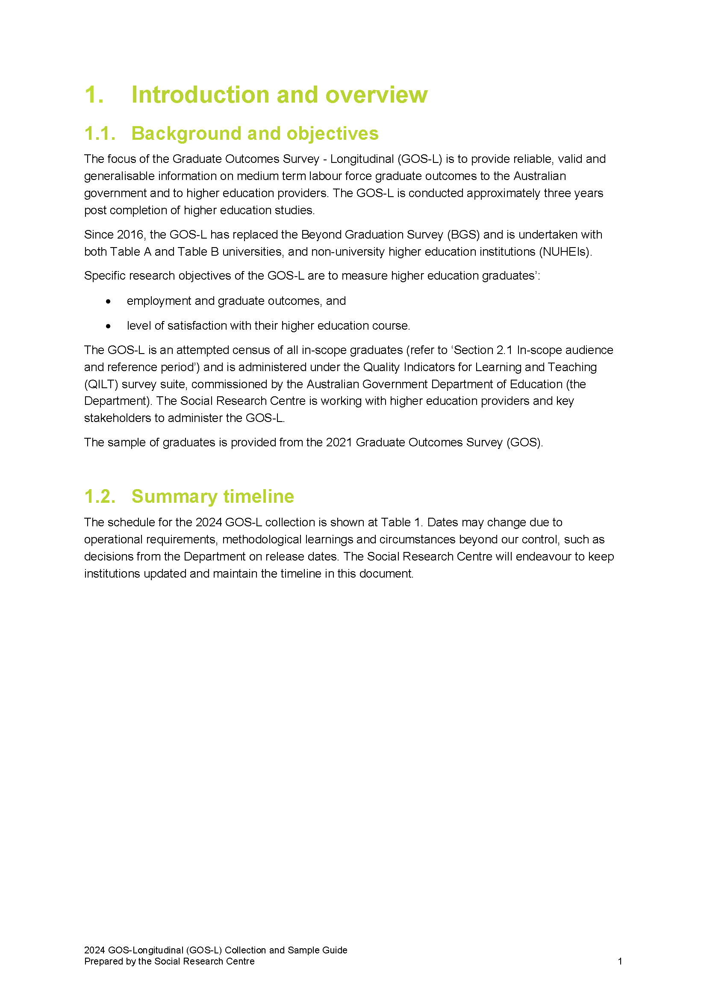 1. Introduction and overview
1.1. Background and objectives
The focus of the Graduate Outcomes Survey - Longitudinal (GOS-L) is to provide reliable, valid and
generalisable information on medium term labour force graduate outcomes to the Australian
government and to higher education providers. The GOS-L is conducted approximately three years
post completion of higher education studies.
Since 2016, the GOS-L has replaced the Beyond Graduation Survey (BGS) and is undertaken with
both Table A and Table B universities, and non-university higher education institutions (NUHEIs).
Specific research objectives of the GOS-L are to measure higher education graduates’:
• employment and graduate outcomes, and
• level of satisfaction with their higher education course.
The GOS-L is an attempted census of all in-scope graduates (refer to ‘Section 2.1 In-scope audience
and reference period’) and is administered under the Quality Indicators for Learning and Teaching
(QILT) survey suite, commissioned by the Australian Government Department of Education (the
Department). The Social Research Centre is working with higher education providers and key
stakeholders to administer the GOS-L.
The sample of graduates is provided from the 2021 Graduate Outcomes Survey (GOS).
1.2. Summary timeline
The schedule for the 2024 GOS-L collection is shown at Table 1. Dates may change due to
operational requirements, methodological learnings and circumstances beyond our control, such as
decisions from the Department on release dates. The Social Research Centre will endeavour to keep
institutions updated and maintain the timeline in this document.
2024 GOS-Longitudinal (GOS-L) Collection and Sample Guide
Prepared by the Social Research Centre 1